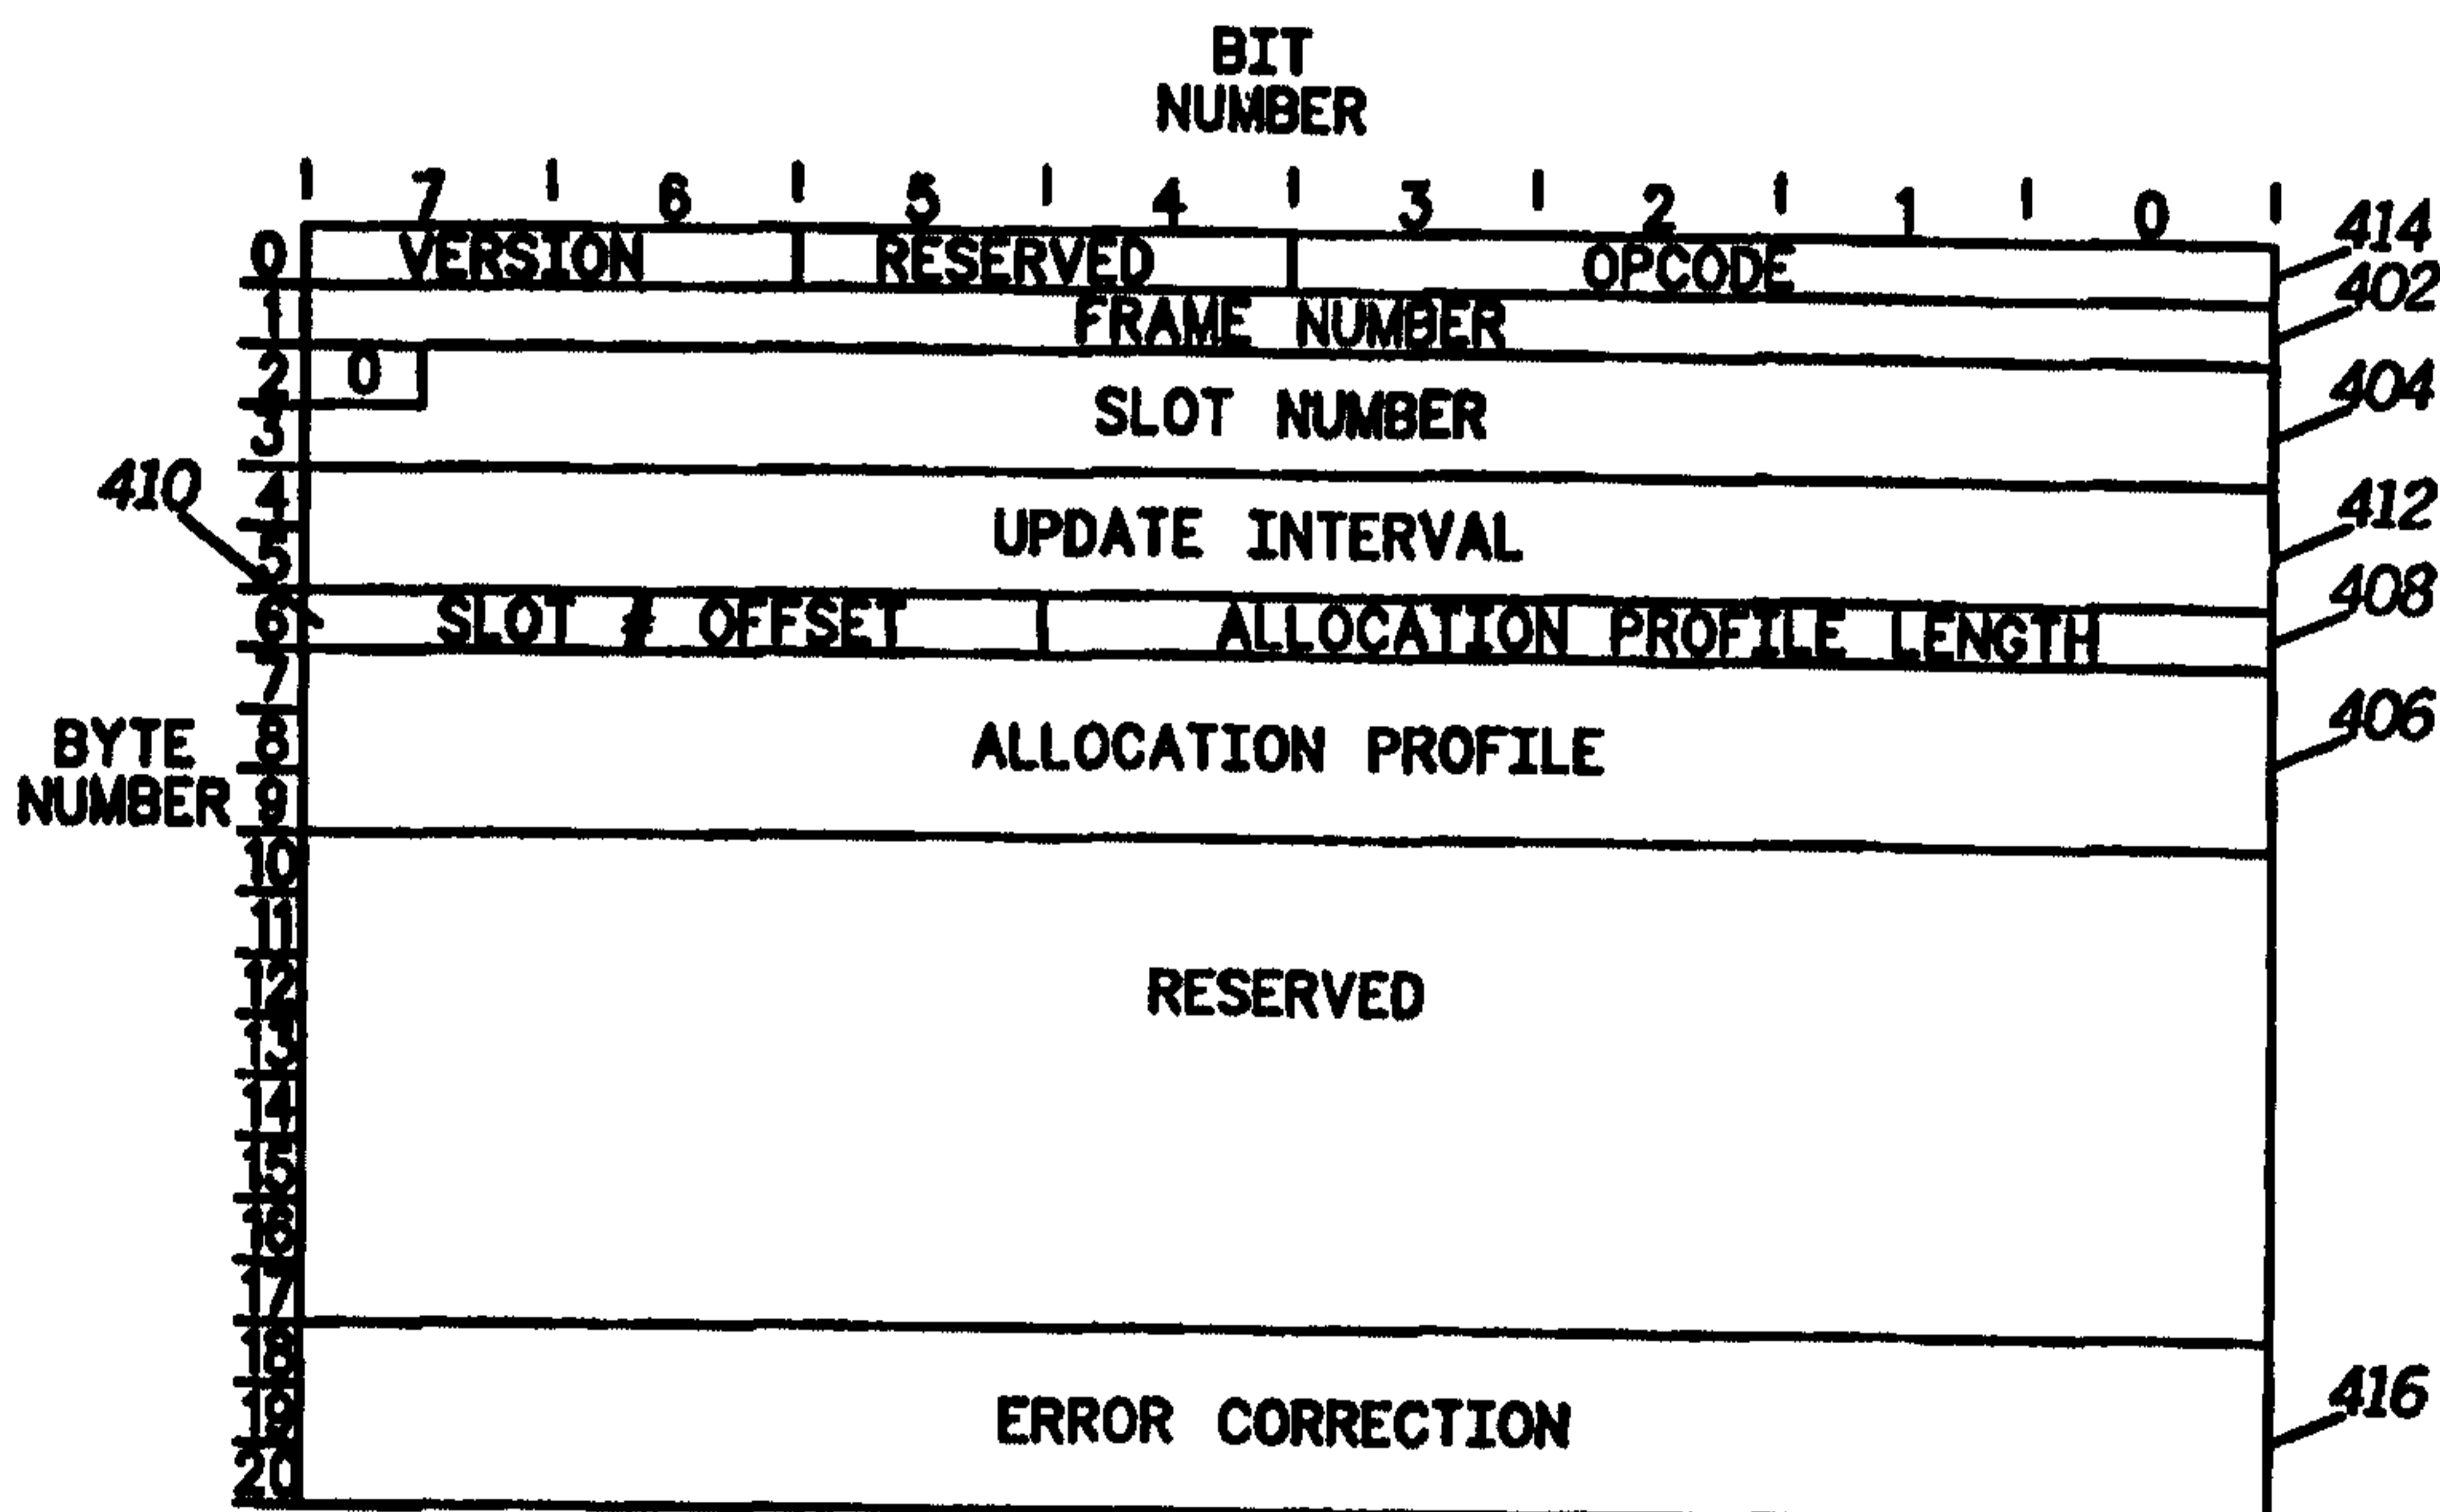 BIT
NUMBER
7 6 5 4 3 2 1 0
0 VERSION RESERVED OPCODE 414
1 FRAME NUMBER 402
2 0
SLOT NUMBER 404
3
410
4
UPDATE INTERVAL 412
5
6 SLOT # OFFSET ALLOCATION PROFILE LENGTH 408
7
BYTE
NUMBER
8 ALLOCATION PROFILE 406
9
10
11
12 RESERVED
13
14
15
16
17
18
19 ERROR CORRECTION 416
20